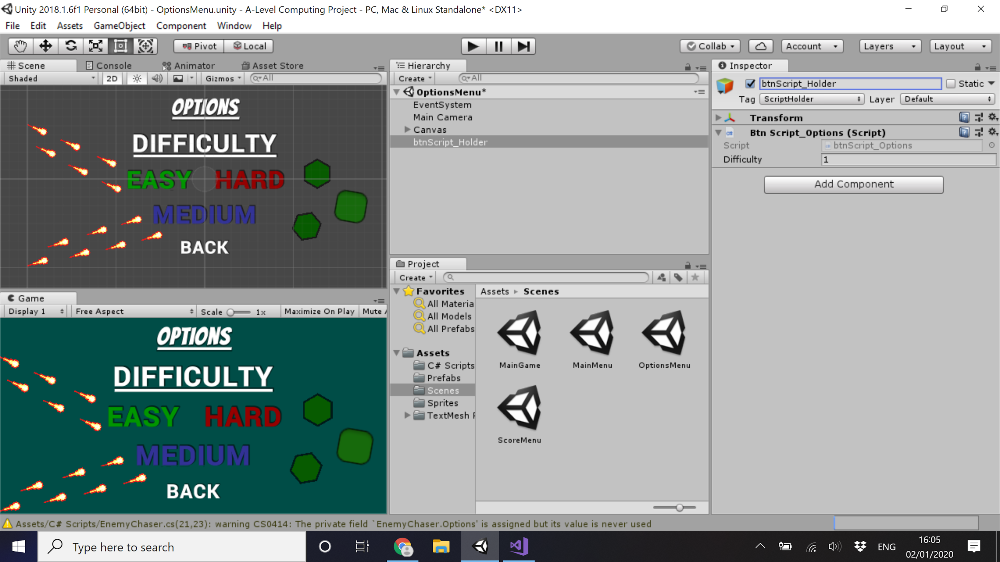 Unity 2018.1.6f1 Personal (64bit) - OptionsMenu.unity - A-Level Computing Project - PC, Mac & Linux Standalone* <DX11>
File Edit Assets GameObject Component Window Help
Pivot Local Collab Account Layers Layout
Scene Console Animator Asset Store
Shaded 2D Gizmos All
OPTIONS
DIFFICULTY
EASY HARD
MEDIUM
BACK
Game
Display 1 Free Aspect Scale 1x Maximize On Play Mute A
OPTIONS
DIFFICULTY
EASY HARD
MEDIUM
BACK
Hierarchy
Create All
OptionsMenu*
EventSystem
Main Camera
Canvas
btnScript_Holder
Project
Create
Favorites
All Materia
All Models
All Prefabs
Assets
C# Scripts
Prefabs
Scenes
Sprites
TextMesh P
Assets Scenes
MainGame MainMenu OptionsMenu
ScoreMenu
Inspector
btnScript_Holder Static
Tag ScriptHolder Layer Default
Transform
C# Btn Script_Options (Script)
Script btnScript_Options
Difficulty 1
Add Component
Assets/C# Scripts/EnemyChaser.cs(21,23): warning CS0414: The private field `EnemyChaser.Options' is assigned but its value is never used
Type here to search
ENG
16:05
02/01/2020